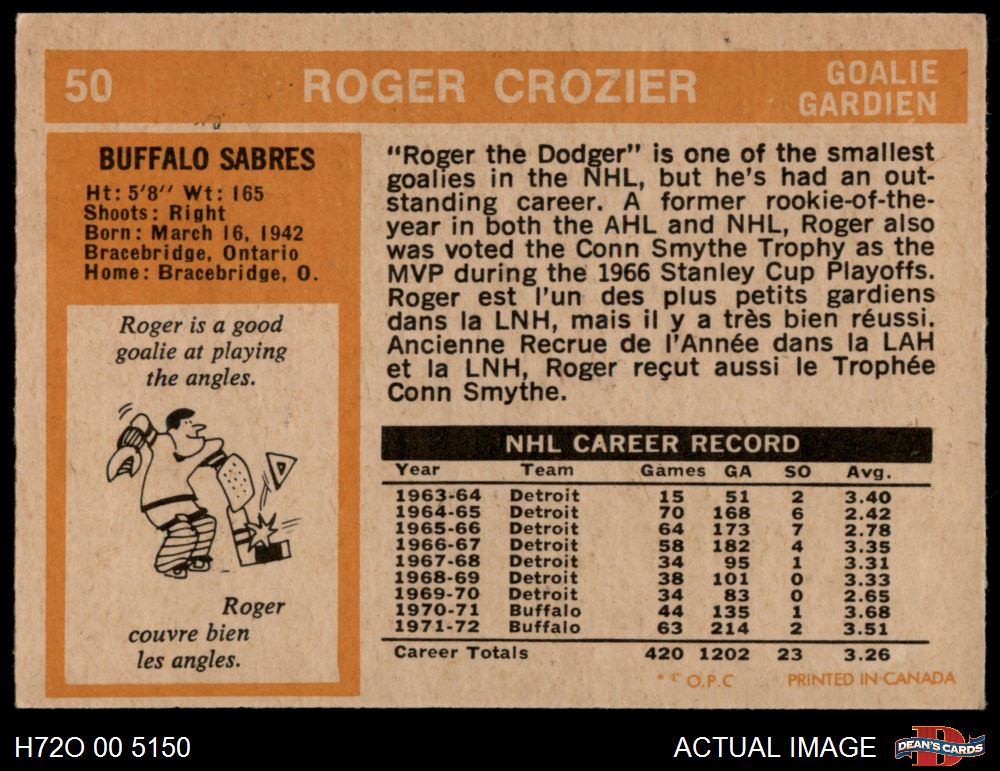 50
ROGER CROZIER
GOALIE
GARDIEN
BUFFALO SABRES
Ht: 5'8'' Wt: 165
Shoots: Right
Born: March 16, 1942
Bracebridge, Ontario
Home: Bracebridge, O.
Roger is a good
goalie at playing
the angles.
Roger
couvre bien
les angles.
"Roger the Dodger" is one of the smallest
goalies in the NHL, but he's had an out-
standing career. A former rookie-of-the-
year in both the AHL and NHL, Roger also
was voted the Conn Smythe Trophy as the
MVP during the 1966 Stanley Cup Playoffs.
Roger est l'un des plus petits gardiens
dans la LNH, mais il y a très bien réussi.
Ancienne Recrue de l'Année dans la LAH
et la LNH, Roger reçut aussi le Trophée
Conn Smythe.
NHL CAREER RECORD
Year Team Games GA SO Avg.
1963-64 Detroit 15 51 2 3.40
1964-65 Detroit 70 168 6 2.42
1965-66 Detroit 64 173 7 2.78
1966-67 Detroit 58 182 4 3.35
1967-68 Detroit 34 95 1 3.31
1968-69 Detroit 38 101 0 3.33
1969-70 Detroit 34 83 0 2.65
1970-71 Buffalo 44 135 1 3.68
1971-72 Buffalo 63 214 2 3.51
Career Totals 420 1202 23 3.26
* © O.P.C PRINTED IN CANADA
H72O 00 5150
ACTUAL IMAGE
D
DEAN'S CARDS